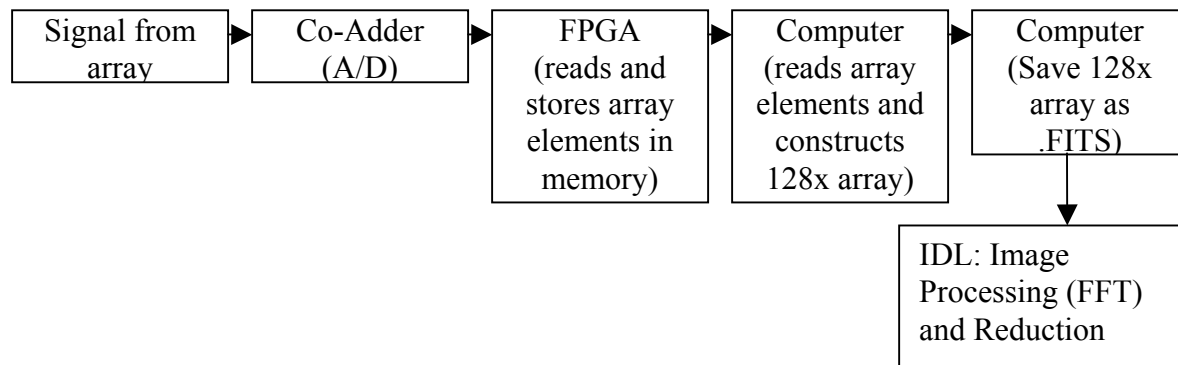 Signal from
array
Co-Adder
(A/D)
FPGA
(reads and
stores array
elements in
memory)
Computer
(reads array
elements and
constructs
128x array)
Computer
(Save 128x
array as
.FITS)
IDL: Image
Processing (FFT)
and Reduction